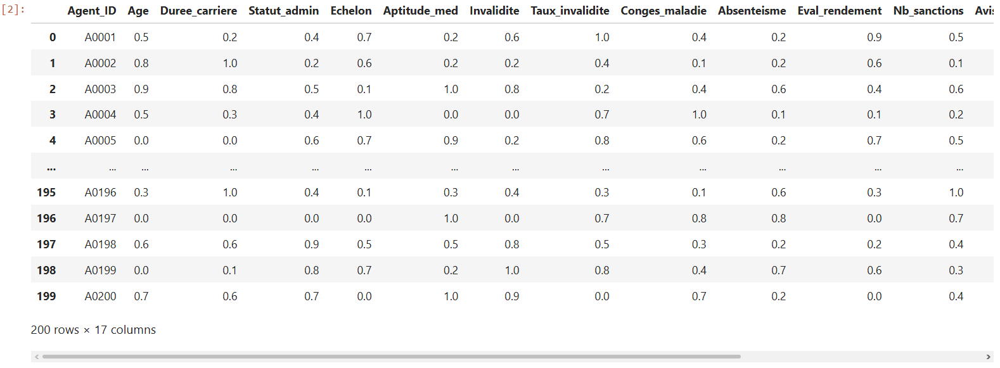 [2]: Agent_ID Age Duree_carriere Statut_admin Echelon Aptitude_med Invalidite Taux_invalidite Conges_maladie Absenteisme Eval_rendement Nb_sanctions Avis
0 A0001 0.5 0.2 0.4 0.7 0.2 0.6 1.0 0.4 0.2 0.9 0.5
1 A0002 0.8 1.0 0.2 0.6 0.2 0.2 0.4 0.1 0.2 0.6 0.1
2 A0003 0.9 0.8 0.5 0.1 1.0 0.8 0.2 0.4 0.6 0.4 0.6
3 A0004 0.5 0.3 0.4 1.0 0.0 0.0 0.7 1.0 0.1 0.1 0.2
4 A0005 0.0 0.0 0.6 0.7 0.9 0.2 0.8 0.6 0.2 0.7 0.5
... ... ... ... ... ... ... ... ... ... ... ... ...
195 A0196 0.3 1.0 0.4 0.1 0.3 0.4 0.3 0.1 0.6 0.3 1.0
196 A0197 0.0 0.0 0.0 0.0 1.0 0.0 0.7 0.8 0.8 0.0 0.7
197 A0198 0.6 0.6 0.9 0.5 0.5 0.8 0.5 0.3 0.2 0.2 0.4
198 A0199 0.0 0.1 0.8 0.7 0.2 1.0 0.8 0.4 0.7 0.6 0.3
199 A0200 0.7 0.6 0.7 0.0 1.0 0.9 0.0 0.7 0.2 0.0 0.4
200 rows × 17 columns